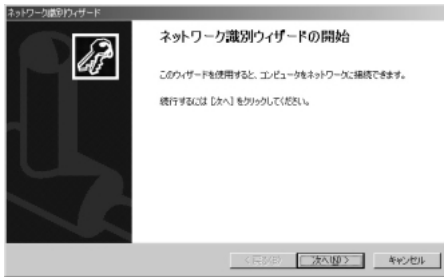 ネットワーク識別ウィザード
ネットワーク識別ウィザードの開始
このウィザードを使用すると、コンピュータをネットワークに接続できます。
続行するには [次へ] をクリックしてください。
< 戻る(B)
次へ(N) >
キャンセル